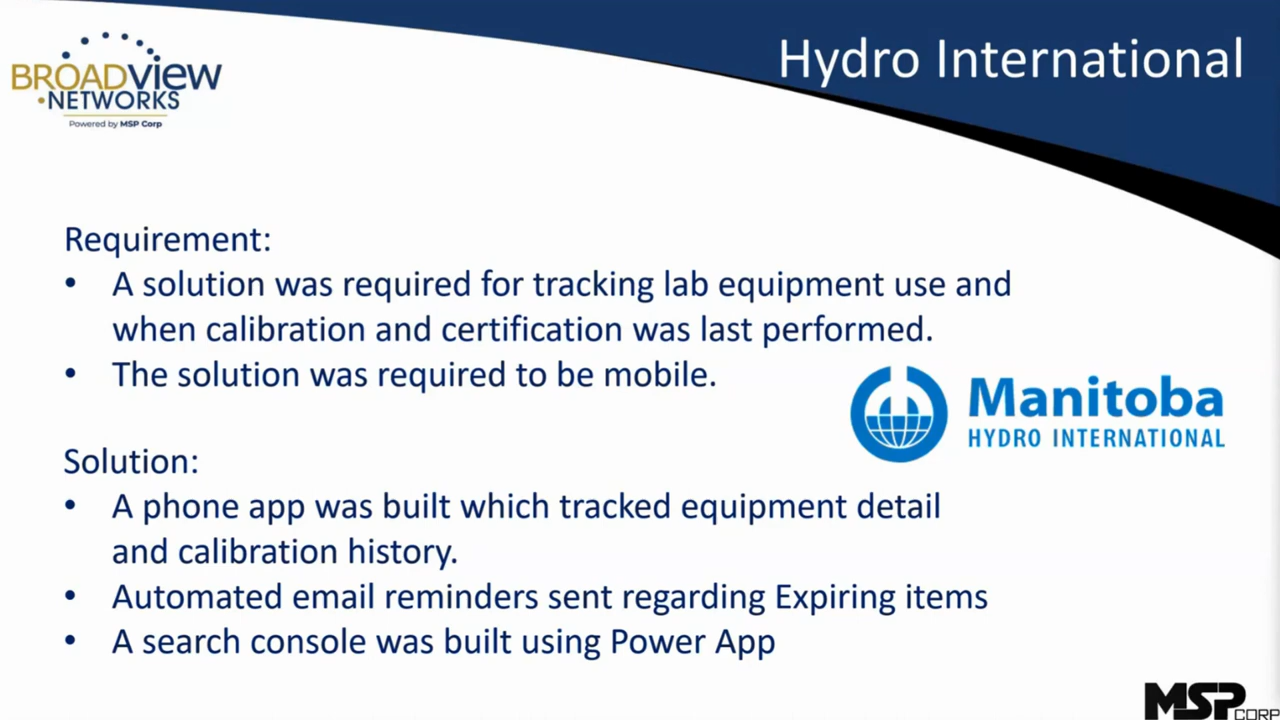 Hydro International
BROADVIEW
NETWORKS
Powered by MSP Corp
Requirement:
• A solution was required for tracking lab equipment use and
when calibration and certification was last performed.
• The solution was required to be mobile.
Manitoba
HYDRO INTERNATIONAL
Solution:
• A phone app was built which tracked equipment detail
and calibration history.
• Automated email reminders sent regarding Expiring items
• A search console was built using Power App
MSP
CORP